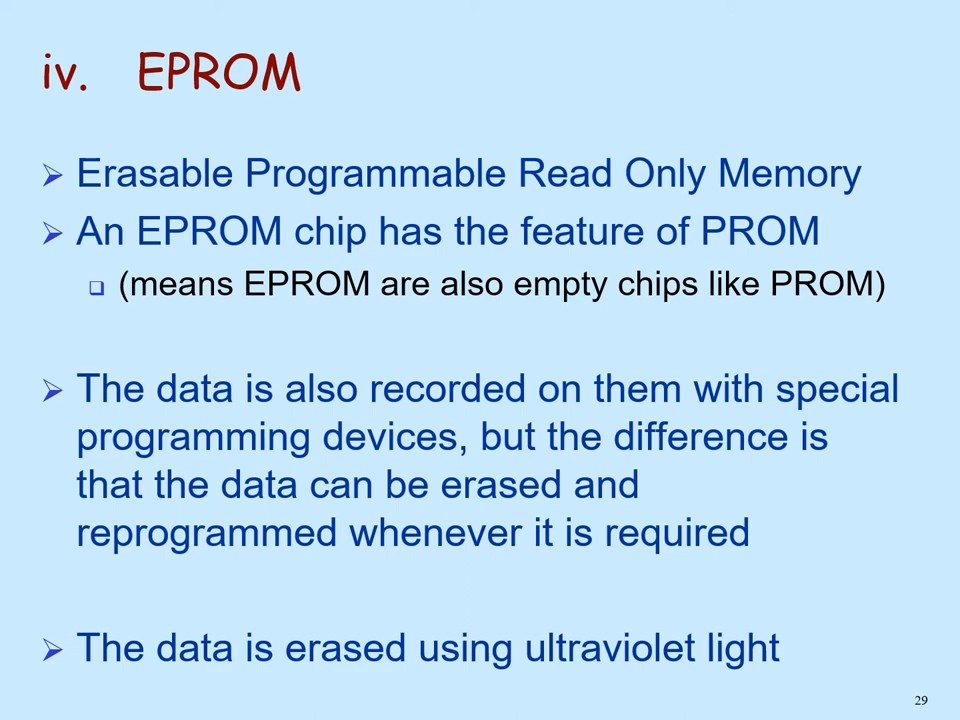 iv. EPROM
Erasable Programmable Read Only Memory
An EPROM chip has the feature of PROM
(means EPROM are also empty chips like PROM)
The data is also recorded on them with special
programming devices, but the difference is
that the data can be erased and
reprogrammed whenever it is required
The data is erased using ultraviolet light
29